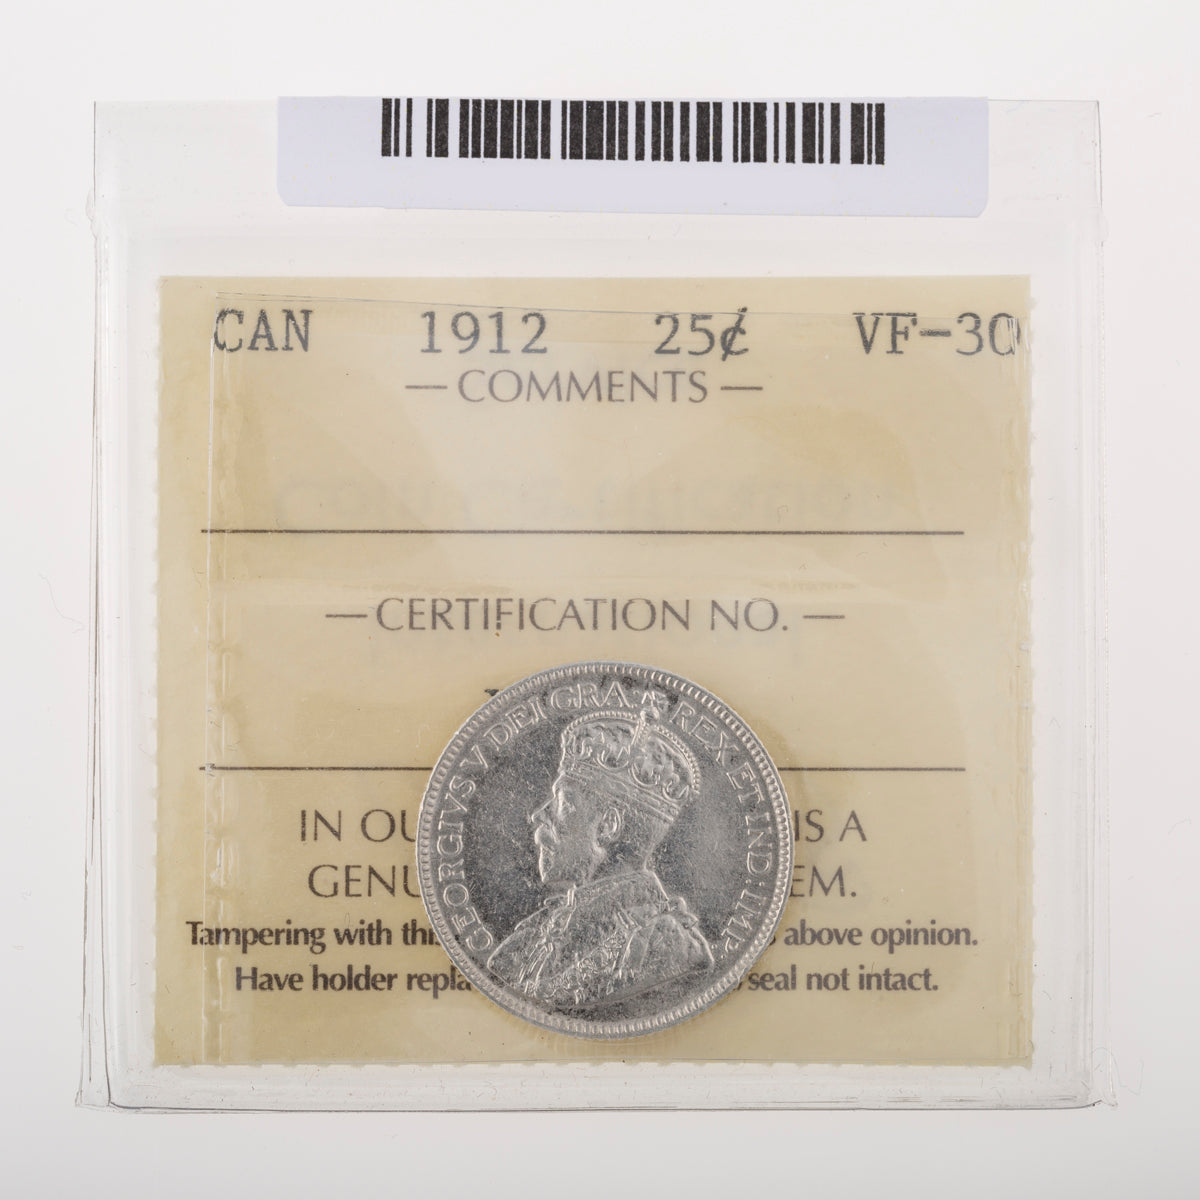 CAN 1912 25¢ VF-30
— COMMENTS —
— CERTIFICATION NO. —
GEORGIVS V DEI GRA: REX ET IND: IMP:
IN OU IS A
GENU EM.
Tampering with thi above opinion.
Have holder repla seal not intact.